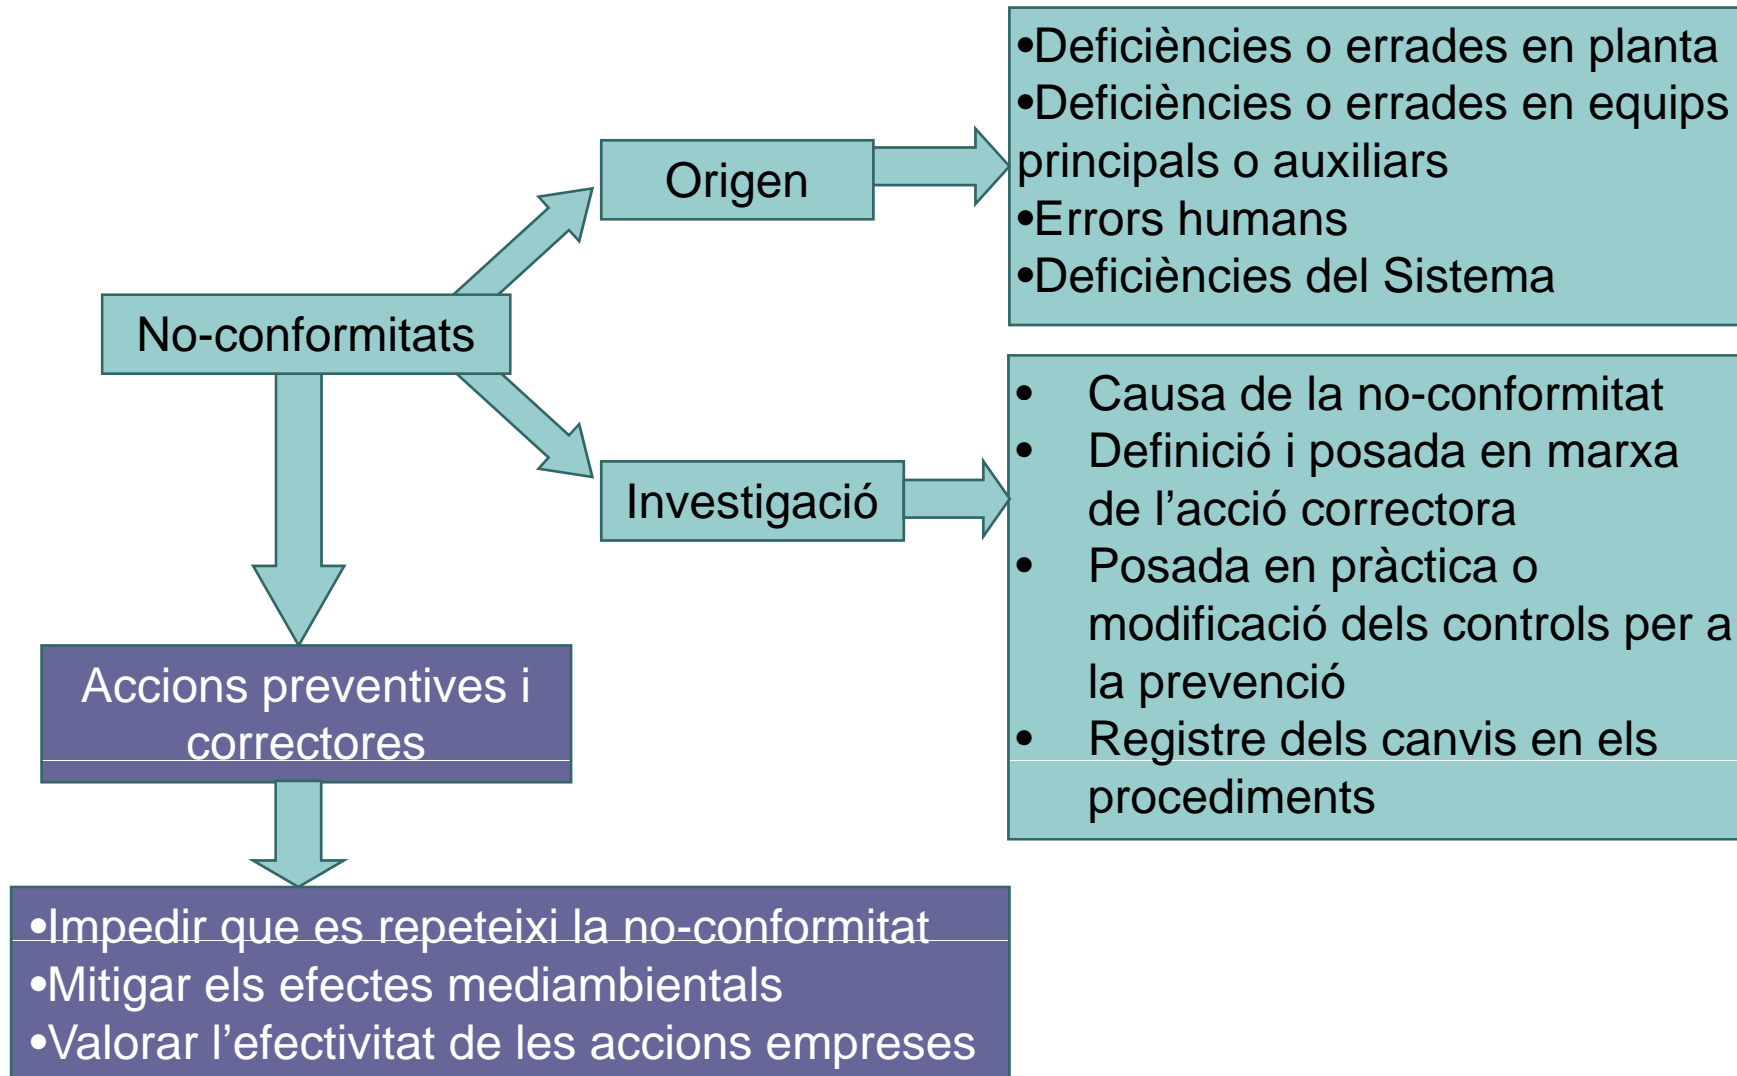 •Deficiències o errades en planta
•Deficiències o errades en equips
principals o auxiliars
•Errors humans
•Deficiències del Sistema
Origen
No-conformitats
Investigació
• Causa de la no-conformitat
• Definició i posada en marxa
de l’acció correctora
• Posada en pràctica o
modificació dels controls per a
la prevenció
• Registre dels canvis en els
procediments
Accions preventives i
correctores
•Impedir que es repeteixi la no-conformitat
•Mitigar els efectes mediambientals
•Valorar l’efectivitat de les accions empreses